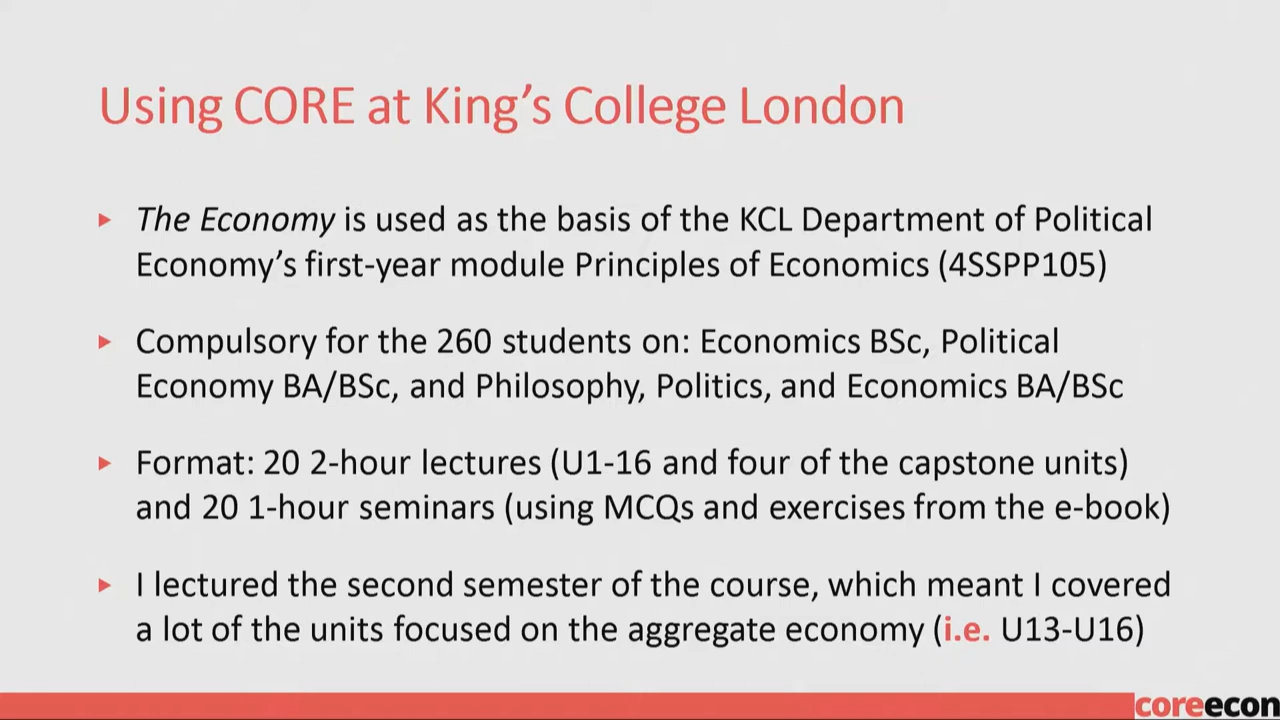 Using CORE at King's College London
The Economy is used as the basis of the KCL Department of Political
Economy's first-year module Principles of Economics (4SSPP105)
Compulsory for the 260 students on: Economics BSc, Political
Economy BA/BSc, and Philosophy, Politics, and Economics BA/BSc
Format: 20 2-hour lectures (U1-16 and four of the capstone units)
and 20 1-hour seminars (using MCQs and exercises from the e-book)
I lectured the second semester of the course, which meant I covered
a lot of the units focused on the aggregate economy (i.e. U13-U16)
coreecon